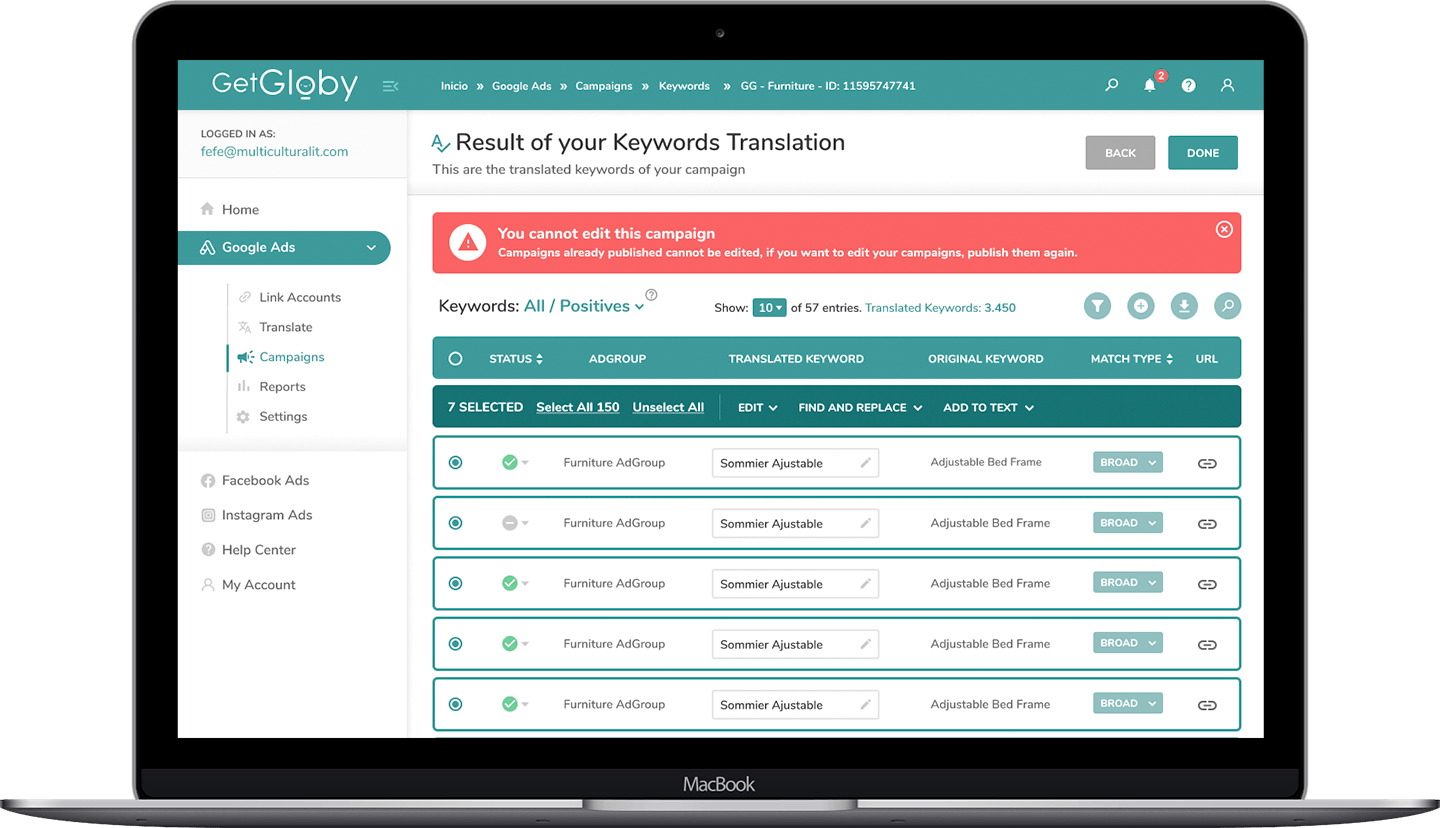 GetGloby
Inicio » Google Ads » Campaigns » Keywords » GG - Furniture - ID: 11595747741
2
LOGGED IN AS:
fefe@multiculturalit.com
Home
Google Ads
Link Accounts
Translate
Campaigns
Reports
Settings
Facebook Ads
Instagram Ads
Help Center
My Account
Result of your Keywords Translation
This are the translated keywords of your campaign
BACK
DONE
You cannot edit this campaign
Campaigns already published cannot be edited, if you want to edit your campaigns, publish them again.
Keywords: All / Positives
Show: 10 of 57 entries. Translated Keywords: 3.450
STATUS ADGROUP TRANSLATED KEYWORD ORIGINAL KEYWORD MATCH TYPE URL
7 SELECTED Select All 150 Unselect All EDIT FIND AND REPLACE ADD TO TEXT
Furniture AdGroup Sommier Ajustable Adjustable Bed Frame BROAD
Furniture AdGroup Sommier Ajustable Adjustable Bed Frame BROAD
Furniture AdGroup Sommier Ajustable Adjustable Bed Frame BROAD
Furniture AdGroup Sommier Ajustable Adjustable Bed Frame BROAD
Furniture AdGroup Sommier Ajustable Adjustable Bed Frame BROAD
MacBook